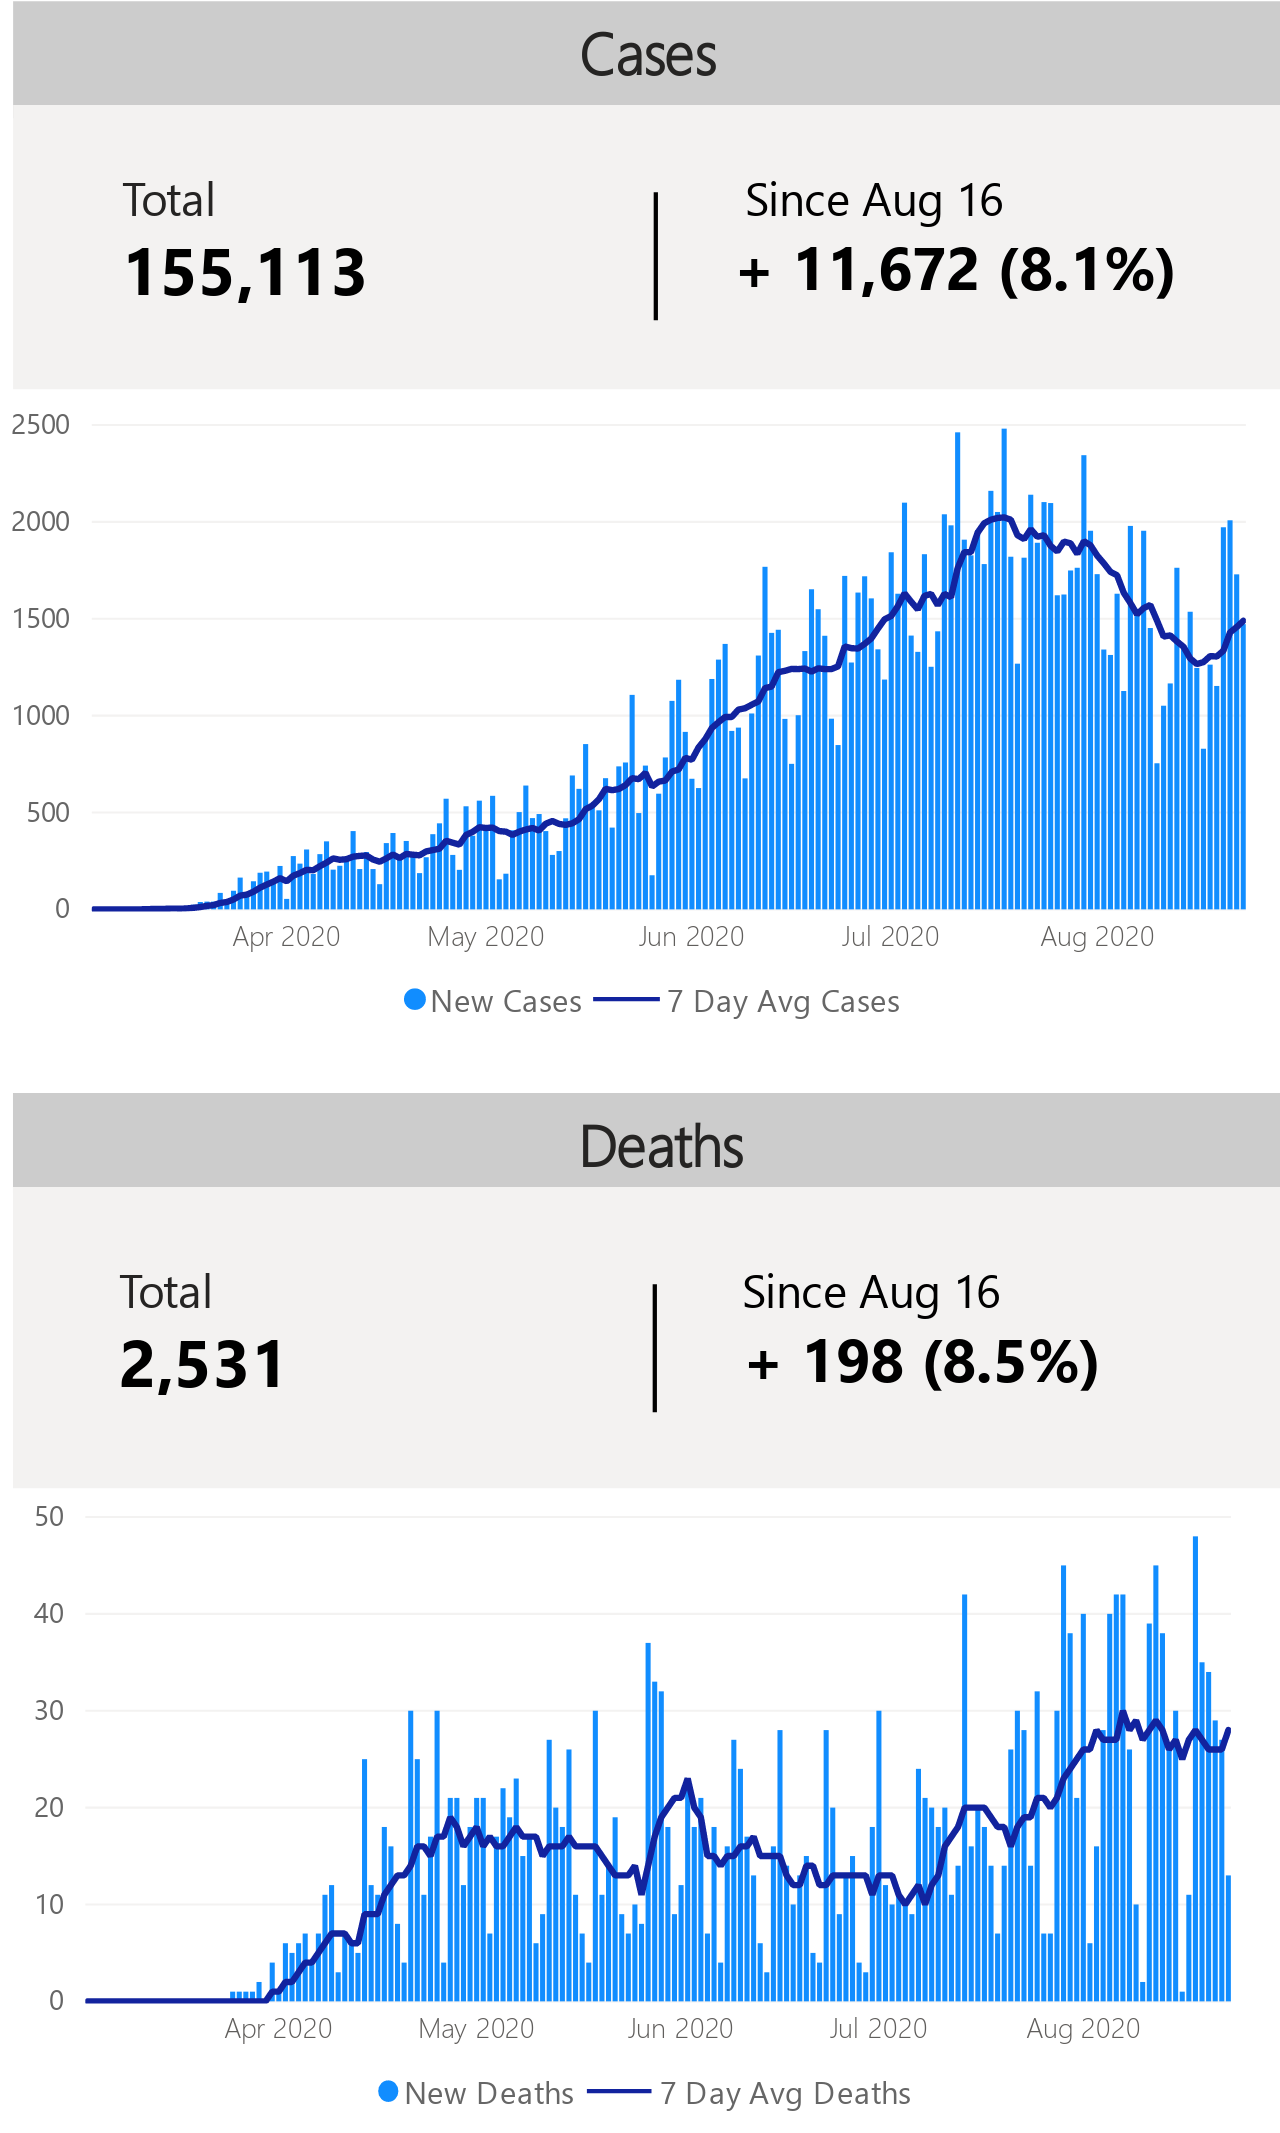 Cases
Total
Since Aug 16
155,113
+ 11,672 (8.1%)
2500
2000
1500
1000
500
0
Apr 2020
May 2020
Jun 2020
Jul 2020
Aug 2020
New Cases
7 Day Avg Cases
Deaths
Total
Since Aug 16
2,531
+ 198 (8.5%)
50
40
30
20
10
0
Apr 2020
May 2020
Jun 2020
Jul 2020
Aug 2020
New Deaths
7 Day Avg Deaths